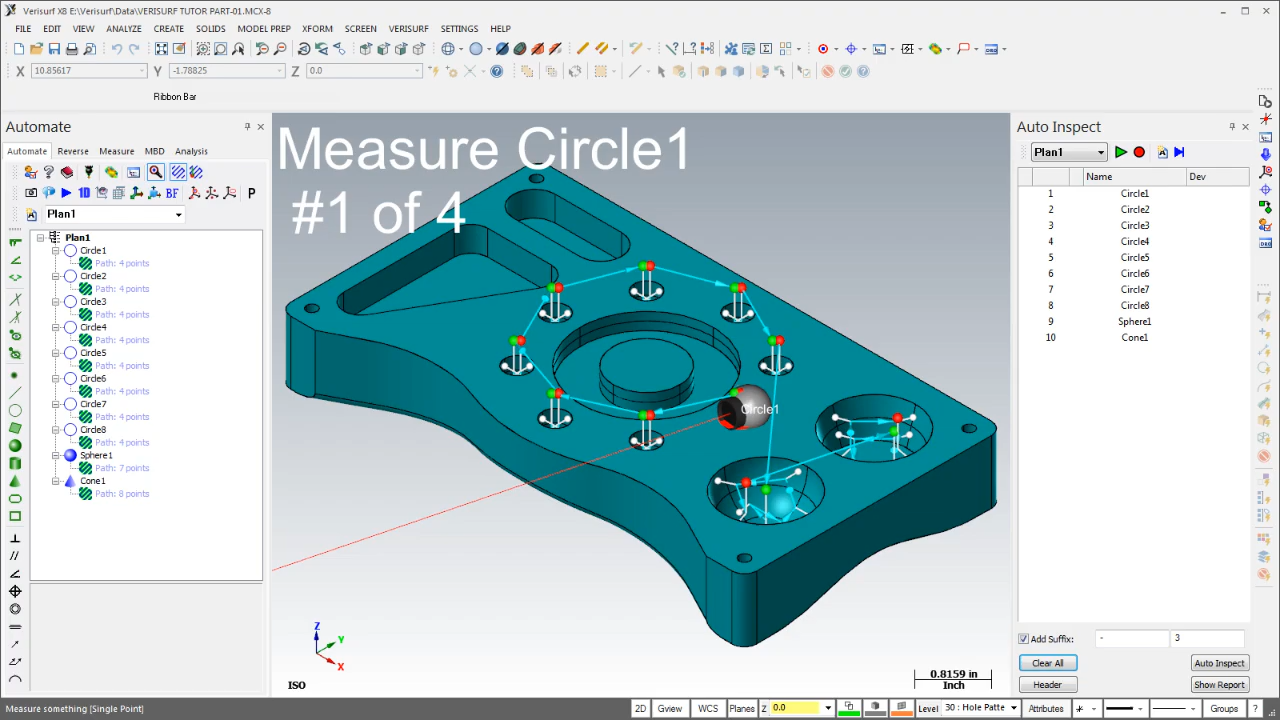 Verisurf X8 E:\Verisurf\Data\VERISURF TUTOR PART-01.MCX-8
FILE EDIT VIEW ANALYZE CREATE SOLIDS MODEL PREP XFORM SCREEN VERISURF SETTINGS HELP
X 10.85617 Y -1.78825 Z 0.0
Ribbon Bar
Automate
Automate Reverse Measure MBD Analysis
1D BF P
Plan1
Plan1
Circle1
Path: 4 points
Circle2
Path: 4 points
Circle3
Path: 4 points
Circle4
Path: 4 points
Circle5
Path: 4 points
Circle6
Path: 4 points
Circle7
Path: 4 points
Circle8
Path: 4 points
Sphere1
Path: 7 points
Cone1
Path: 8 points
Measure Circle1
#1 of 4
Circle1
Z
Y
X
ISO
0.8159 in
Inch
Auto Inspect
Plan1
Name Dev
1 Circle1
2 Circle2
3 Circle3
4 Circle4
5 Circle5
6 Circle6
7 Circle7
8 Circle8
9 Sphere1
10 Cone1
Add Suffix: - 3
Clear All Auto Inspect
Header Show Report
Measure something [Single Point]
2D Gview WCS Planes Z 0.0 Level 30 : Hole Patte Attributes Groups ?